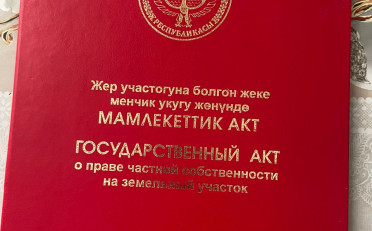 РЕСПУБЛИКАСЫ
Жер участогуна болгон жеке
менчик укугу жөнүндө
МАМЛЕКЕТТИК АКТ
ГОСУДАРСТВЕННЫЙ АКТ
о праве частной собственности
на земельный участок